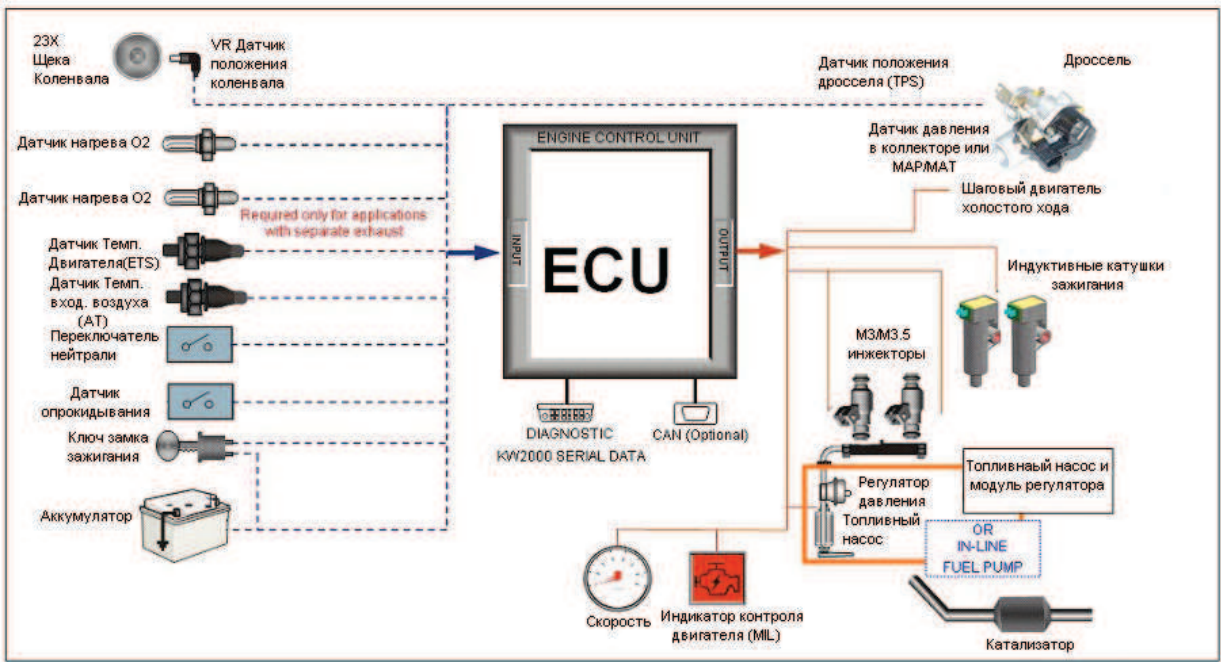 23X
Щека
Коленвала
VR Датчик
положения
коленвала
Датчик положения
дросселя (TPS)
Дроссель
Датчик давления
в коллекторе или
MAP/MAT
Датчик нагрева O2
Датчик нагрева O2
Required only for applications
with separate exhaust
Датчик Темп.
Двигателя(ETS)
Датчик Темп.
вход. воздуха
(AT)
Переключатель
нейтрали
Датчик
опрокидывания
Ключ замка
зажигания
Аккумулятор
ENGINE CONTROL UNIT
INPUT
ECU
OUTPUT
DIAGNOSTIC
KW2000 SERIAL DATA
CAN (Optional)
Шаговый двигатель
холостого хода
Индуктивные катушки
зажигания
M3/M3.5
инжекторы
Регулятор
давления
Топливный
насос
Топливнаый насос и
модуль регулятора
OR
IN-LINE
FUEL PUMP
Скорость
Индикатор контроля
двигателя (MIL)
Катализатор